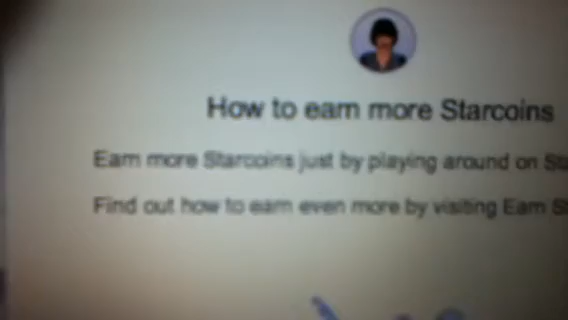 How to earn more Starcoins
Earn more Starcoins just by playing around on
Find out how to earn even more by visiting Earn